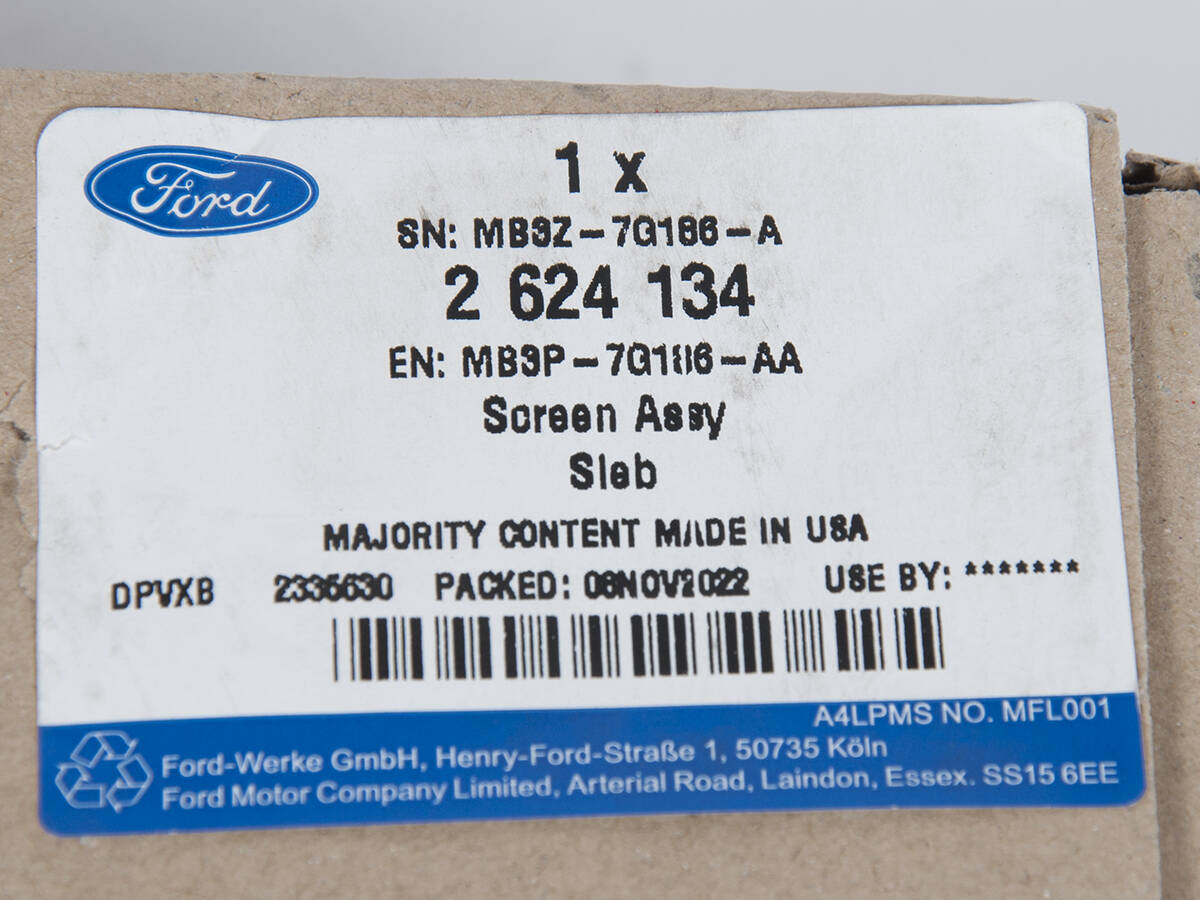 Ford
1 x
SN: MB3Z-7G186-A
2 624 134
EN: MB3P-7G186-AA
Screen Assy
Sieb
MAJORITY CONTENT MADE IN USA
DPVXB 2335630 PACKED: 08NOV2022 USE BY: *******
A4LPMS NO. MFL001
Ford-Werke GmbH, Henry-Ford-Straße 1, 50735 Köln
Ford Motor Company Limited, Arterial Road, Laindon, Essex. SS15 6EE